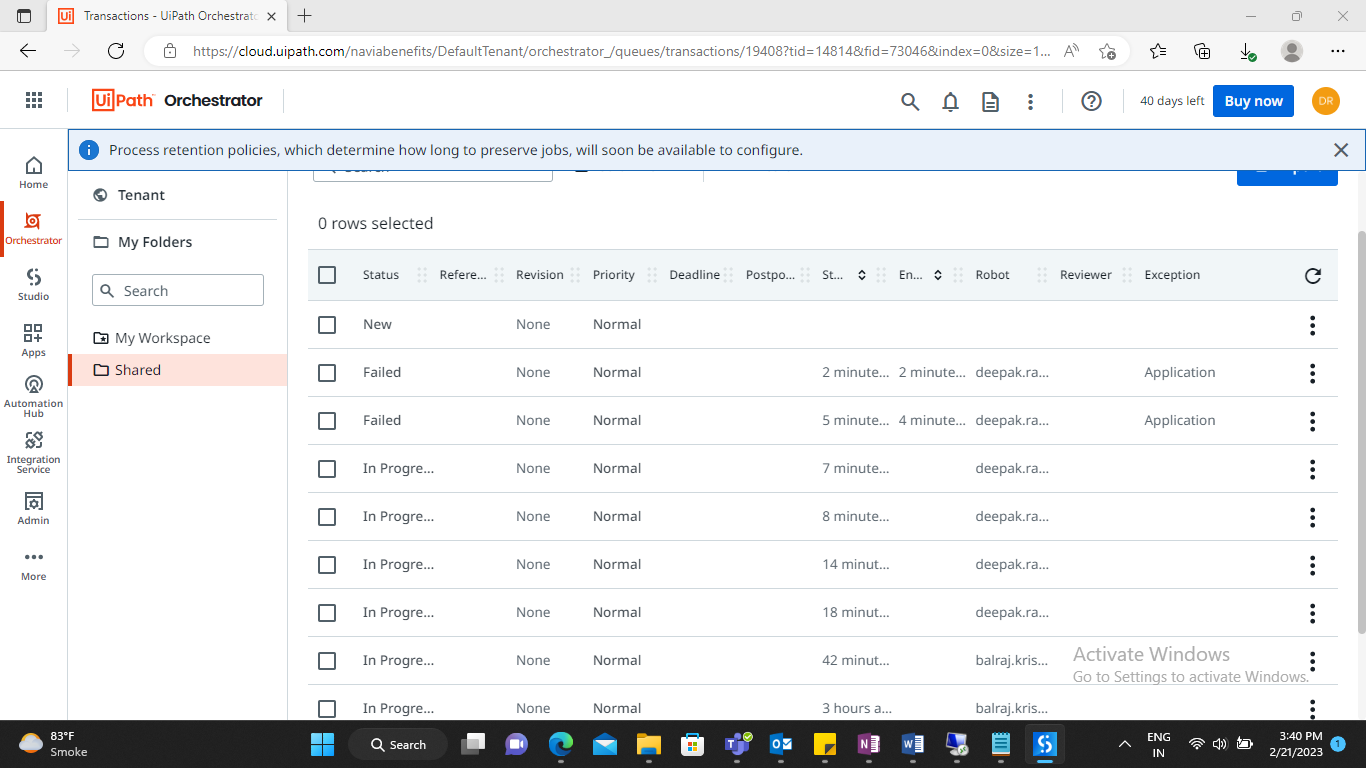 Transactions - UiPath Orchestrato
https://cloud.uipath.com/naviabenefits/DefaultTenant/orchestrator_/queues/transactions/19408?tid=14814&fid=73046&index=0&size=1...
UiPath Orchestrator
40 days left
Buy now
DR
Process retention policies, which determine how long to preserve jobs, will soon be available to configure.
Home
Orchestrator
Studio
Apps
Automation
Hub
Integration
Service
Admin
More
Tenant
My Folders
Search
My Workspace
Shared
0 rows selected
Status Refere... Revision Priority Deadline Postpo... St... En... Robot Reviewer Exception
New None Normal
Failed None Normal 2 minute... 2 minute... deepak.ra... Application
Failed None Normal 5 minute... 4 minute... deepak.ra... Application
In Progre... None Normal 7 minute... deepak.ra...
In Progre... None Normal 8 minute... deepak.ra...
In Progre... None Normal 14 minut... deepak.ra...
In Progre... None Normal 18 minut... deepak.ra...
In Progre... None Normal 42 minut... balraj.kris...
In Progre... None Normal 3 hours a... balraj.kris...
Activate Windows
Go to Settings to activate Windows.
83°F
Smoke
Search
ENG
IN
3:40 PM
2/21/2023
1